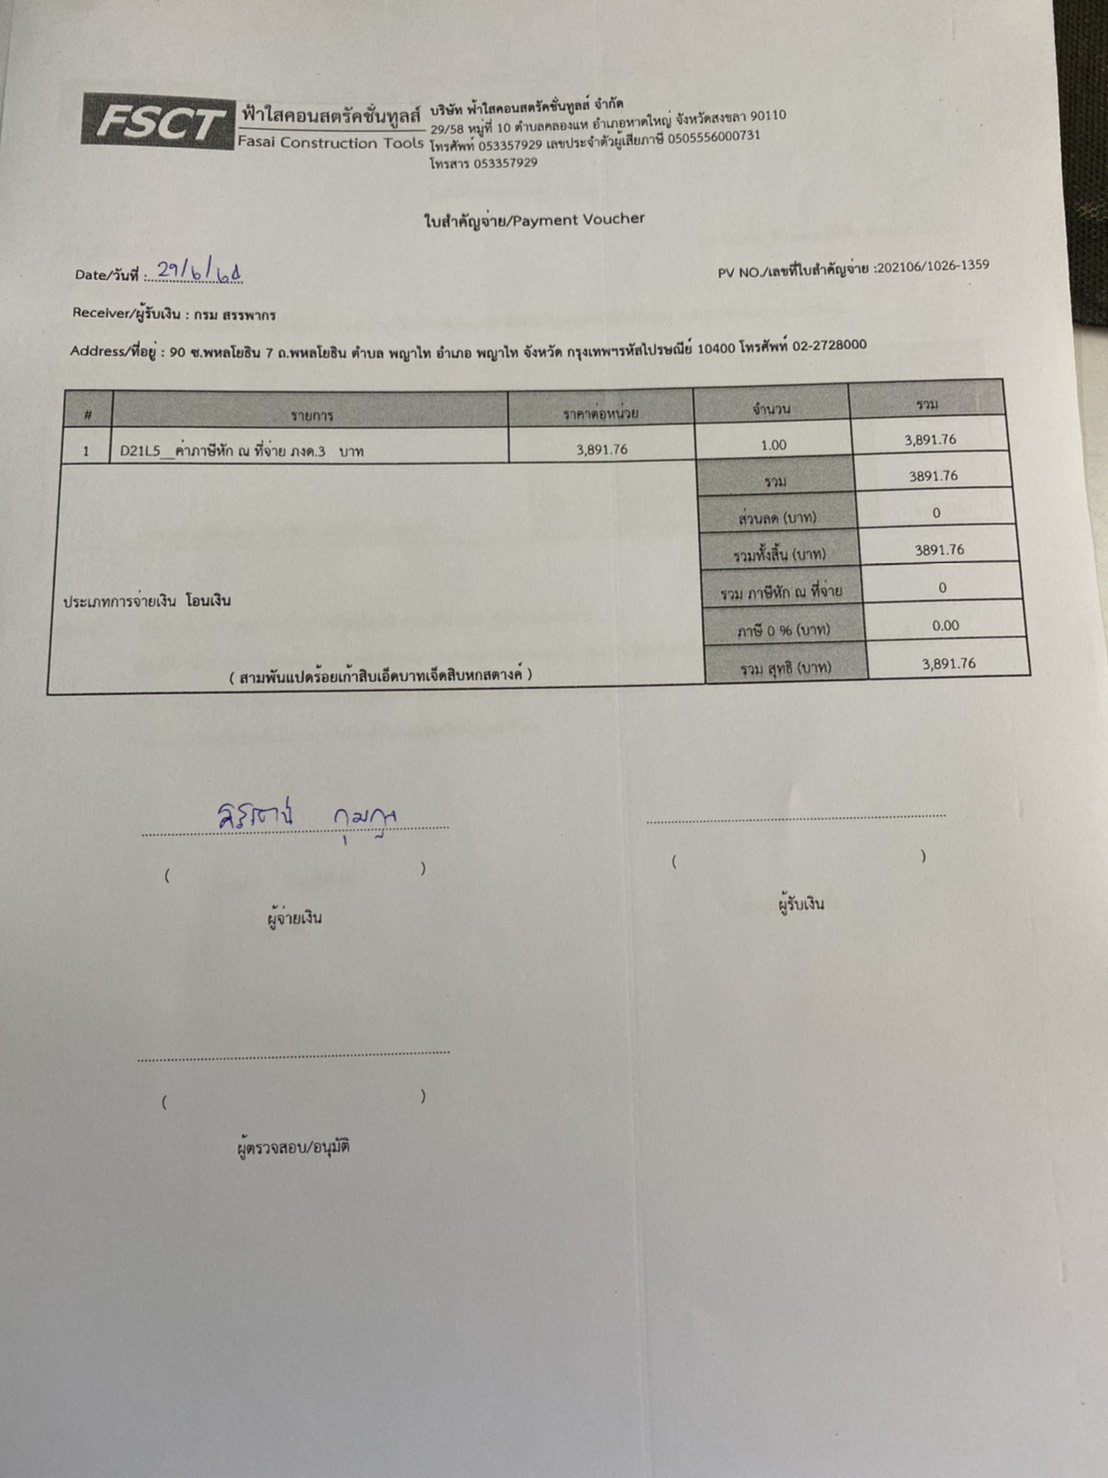 FSCT
ฟ้าใสคอนสตรัคชั่นทูลส์
Fasai Construction Tools
บริษัท ฟ้าใสคอนสตรัคชั่นทูลส์ จำกัด
29/58 หมู่ที่ 10 ตำบลคลองแห อำเภอหาดใหญ่ จังหวัดสงขลา 90110
โทรศัพท์ 053357929 เลขประจำตัวผู้เสียภาษี 0505556000731
โทรสาร 053357929
ใบสำคัญจ่าย/Payment Voucher
Date/วันที่ : 29/6/64
PV NO./เลขที่ใบสำคัญจ่าย :202106/1026-1359
Receiver/ผู้รับเงิน : กรม สรรพากร
Address/ที่อยู่ : 90 ซ.พหลโยธิน 7 ถ.พหลโยธิน ตำบล พญาไท อำเภอ พญาไท จังหวัด กรุงเทพฯรหัสไปรษณีย์ 10400 โทรศัพท์ 02-2728000
# รายการ ราคาต่อหน่วย จำนวน รวม
1 D21L5__ค่าภาษีหัก ณ ที่จ่าย ภงด.3 บาท 3,891.76 1.00 3,891.76
รวม 3891.76
ส่วนลด (บาท) 0
รวมทั้งสิ้น (บาท) 3891.76
ประเภทการจ่ายเงิน โอนเงิน
รวม ภาษีหัก ณ ที่จ่าย 0
ภาษี 0 % (บาท) 0.00
( สามพันแปดร้อยเก้าสิบเอ็ดบาทเจ็ดสิบหกสตางค์ )
รวม สุทธิ (บาท) 3,891.76
( )
( )
ผู้จ่ายเงิน
ผู้รับเงิน
( )
ผู้ตรวจสอบ/อนุมัติ